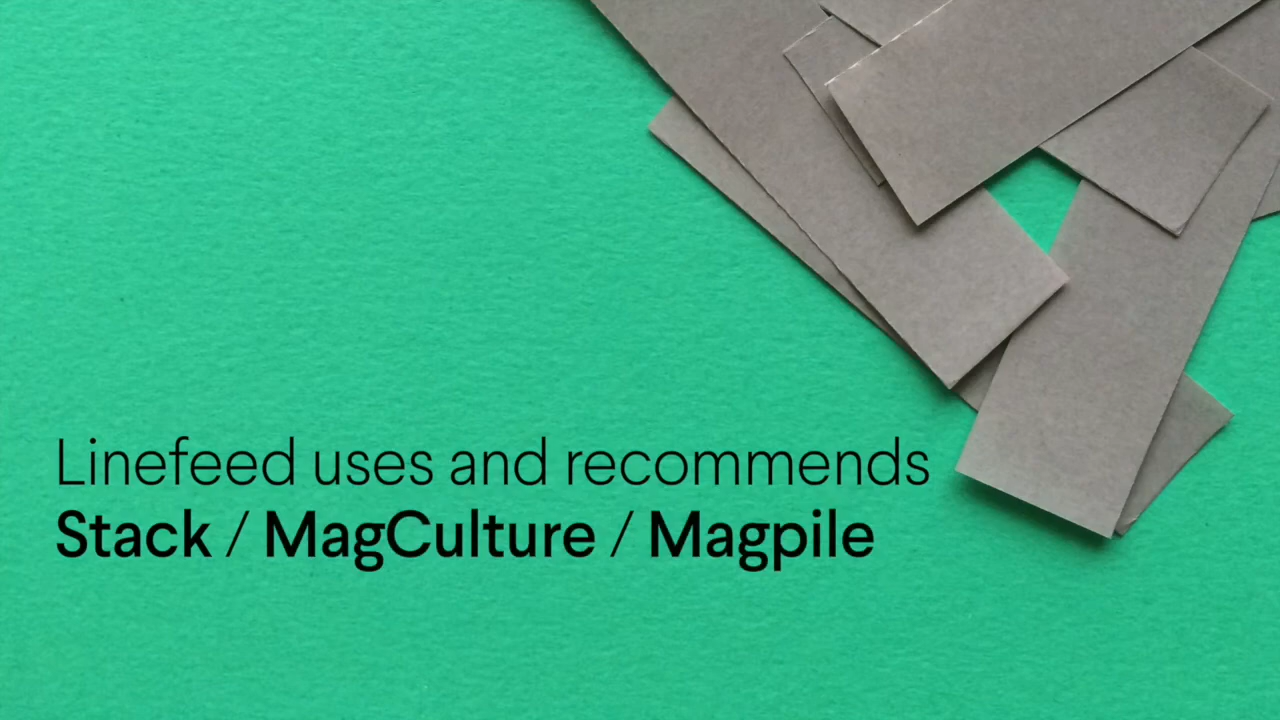 Linefeed uses and recommends
Stack / MagCulture / Magpile